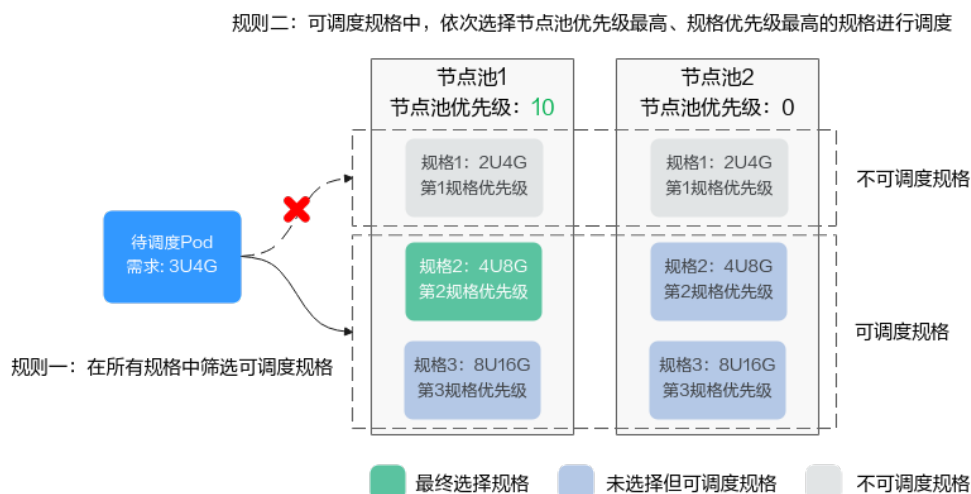 规则二：可调度规格中，依次选择节点池优先级最高、规格优先级最高的规格进行调度
节点池1
节点池优先级：10
节点池2
节点池优先级：0
规格1：2U4G
第1规格优先级
规格1：2U4G
第1规格优先级
不可调度规格
待调度Pod
需求: 3U4G
规格2：4U8G
第2规格优先级
规格2：4U8G
第2规格优先级
可调度规格
规则一：在所有规格中筛选可调度规格
规格3：8U16G
第3规格优先级
规格3：8U16G
第3规格优先级
最终选择规格
未选择但可调度规格
不可调度规格